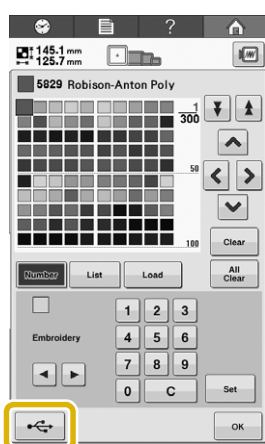 ?
145.1 mm
125.7 mm
5829 Robison-Anton Poly
1
300
50
100
Clear
Number List Load All Clear
1 2 3
Embroidery 4 5 6
7 8 9
0 C Set
OK